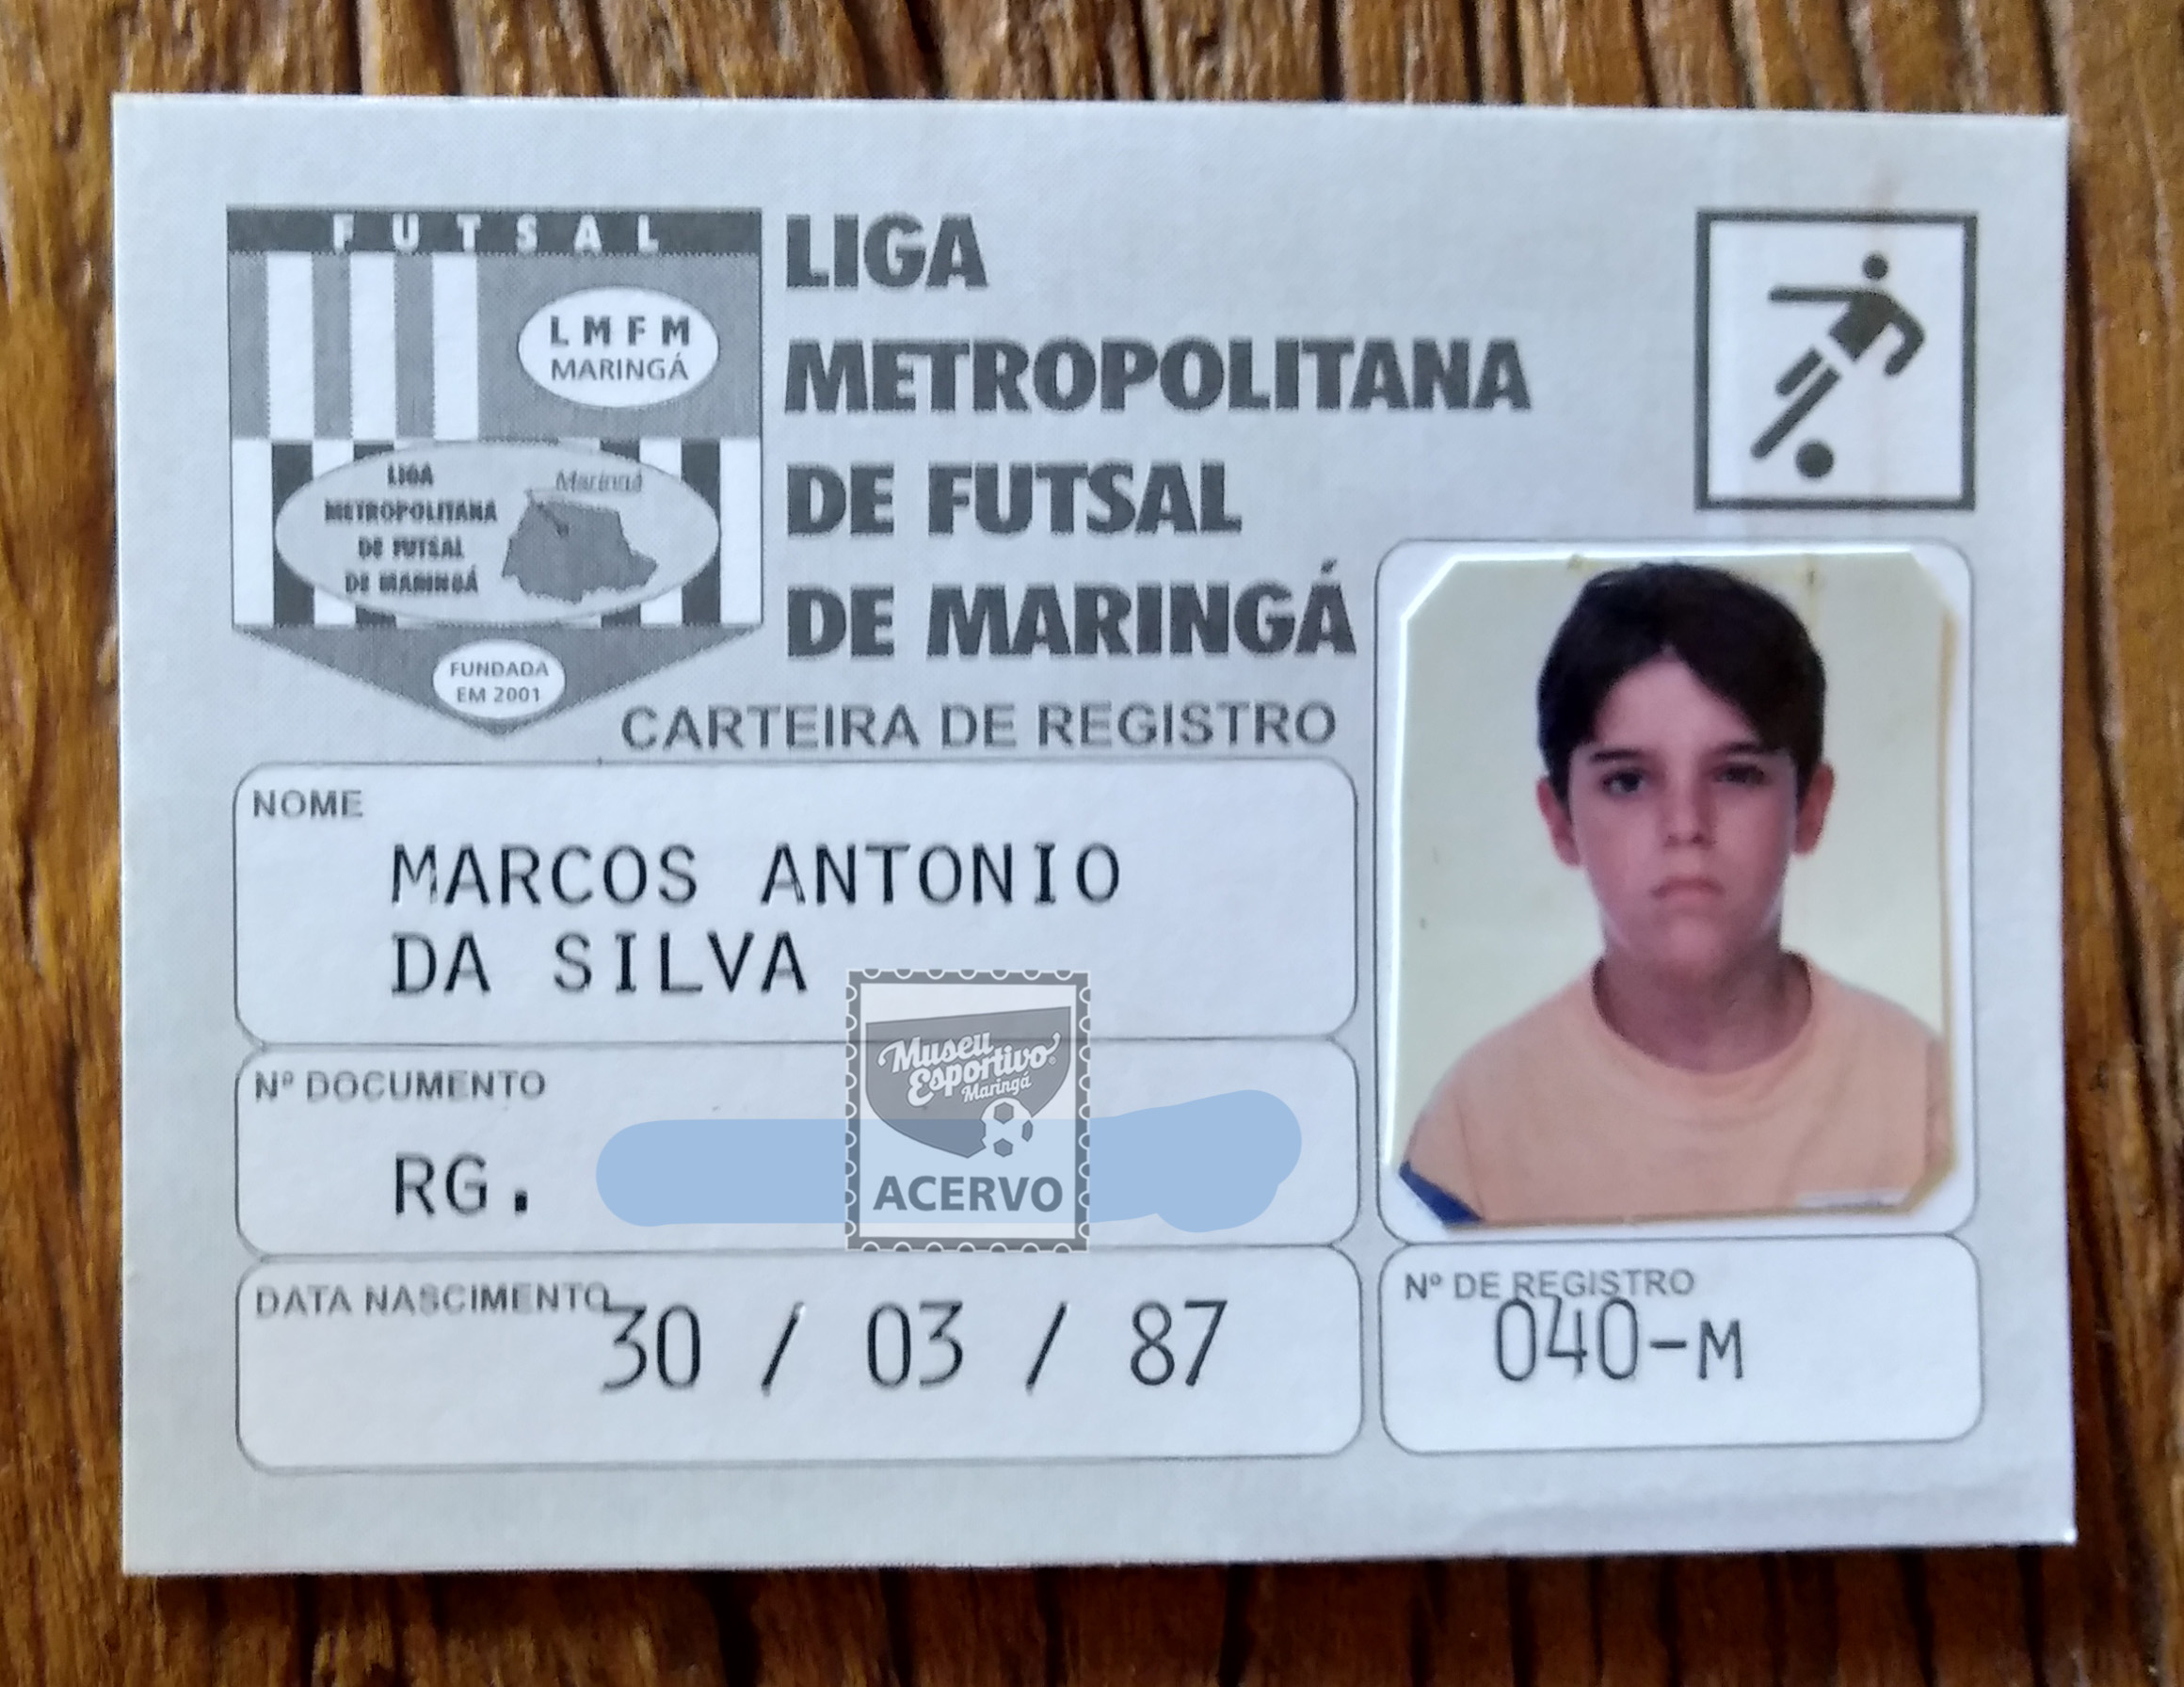 FUTSAL
LMFM
MARINGÁ
LIGA
METROPOLITANA
DE FUTSAL
DE MARINGÁ
Maringá
FUNDADA
EM 2001
LIGA
METROPOLITANA
DE FUTSAL
DE MARINGÁ
CARTEIRA DE REGISTRO
NOME
MARCOS ANTONIO
DA SILVA
Nº DOCUMENTO
RG.
Museu
Esportivo
Maringá
ACERVO
DATA NASCIMENTO
30 / 03 / 87
Nº DE REGISTRO
040-M